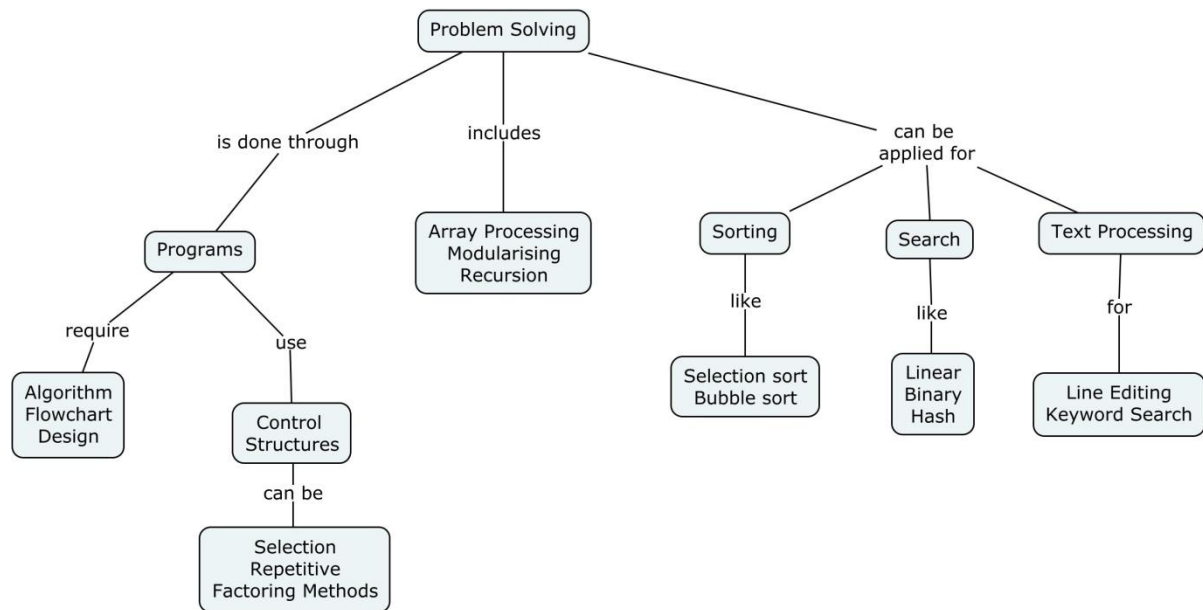 Problem Solving
is done through
includes
can be
applied for
Programs
Array Processing
Modularising
Recursion
Sorting
Search
Text Processing
require
use
like
like
for
Algorithm
Flowchart
Design
Control
Structures
Selection sort
Bubble sort
Linear
Binary
Hash
Line Editing
Keyword Search
can be
Selection
Repetitive
Factoring Methods